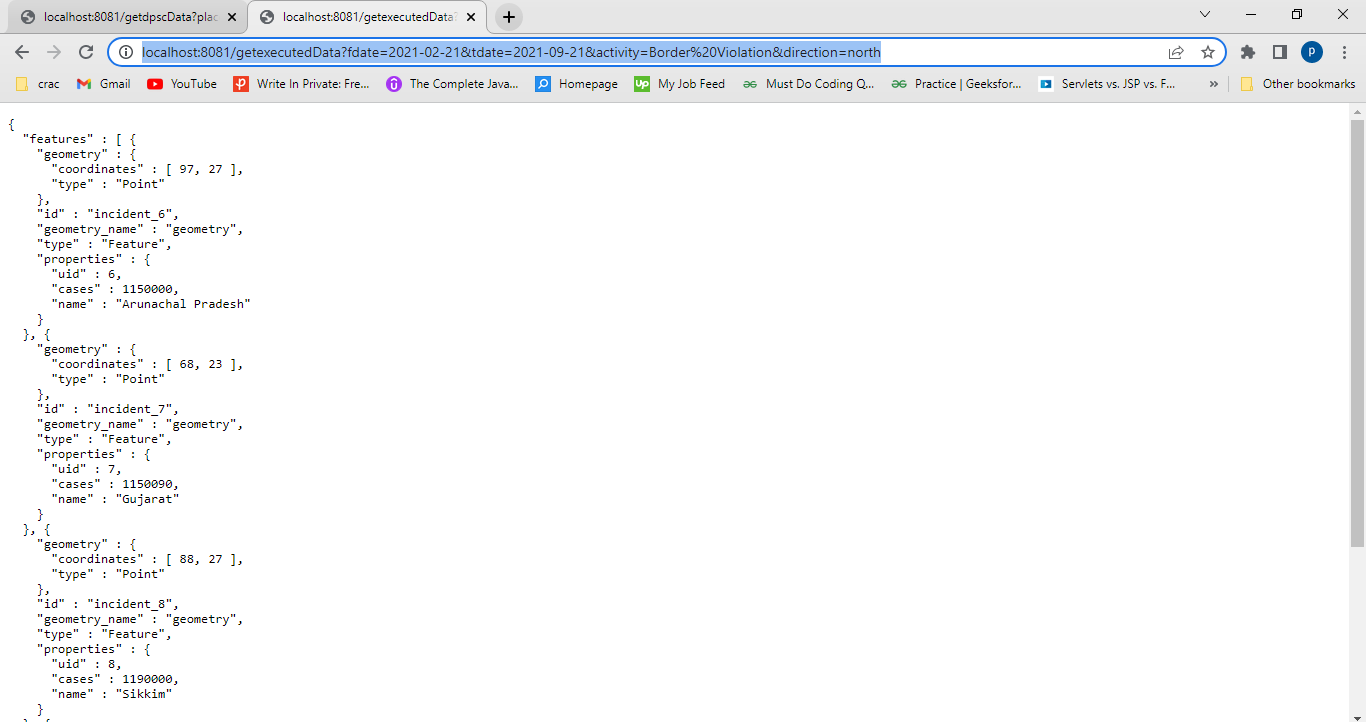 localhost:8081/getdpscData?plac
localhost:8081/getexecutedData?
localhost:8081/getexecutedData?fdate=2021-02-21&tdate=2021-09-21&activity=Border%20Violation&direction=north
P
crac
Gmail
YouTube
Write In Private: Fre...
The Complete Java...
Homepage
up My Job Feed
Must Do Coding Q...
Practice | Geeksfor...
Servlets vs. JSP vs. F...
»
Other bookmarks
{
"features" : [ {
"geometry" : {
"coordinates" : [ 97, 27 ],
"type" : "Point"
},
"id" : "incident_6",
"geometry_name" : "geometry",
"type" : "Feature",
"properties" : {
"uid" : 6,
"cases" : 1150000,
"name" : "Arunachal Pradesh"
}
}, {
"geometry" : {
"coordinates" : [ 68, 23 ],
"type" : "Point"
},
"id" : "incident_7",
"geometry_name" : "geometry",
"type" : "Feature",
"properties" : {
"uid" : 7,
"cases" : 1150090,
"name" : "Gujarat"
}
}, {
"geometry" : {
"coordinates" : [ 88, 27 ],
"type" : "Point"
},
"id" : "incident_8",
"geometry_name" : "geometry",
"type" : "Feature",
"properties" : {
"uid" : 8,
"cases" : 1190000,
"name" : "Sikkim"
}
}, {